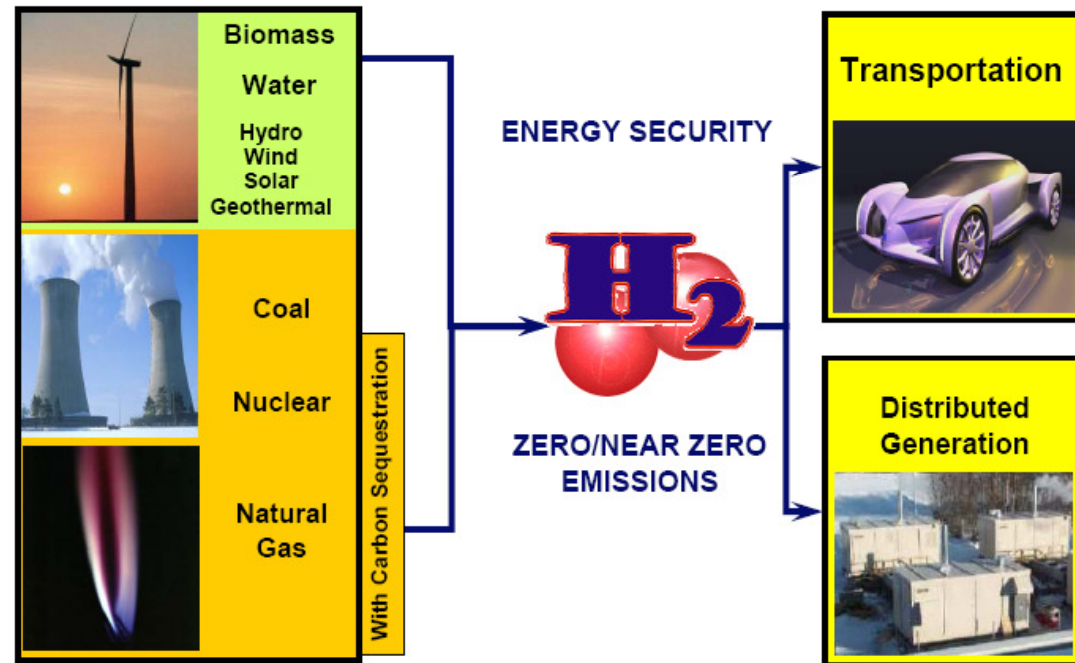 Biomass
Water
Hydro
Wind
Solar
Geothermal
Coal
Nuclear
Natural
Gas
With Carbon Sequestration
ENERGY SECURITY
H2
ZERO/NEAR ZERO
EMISSIONS
Transportation
Distributed
Generation